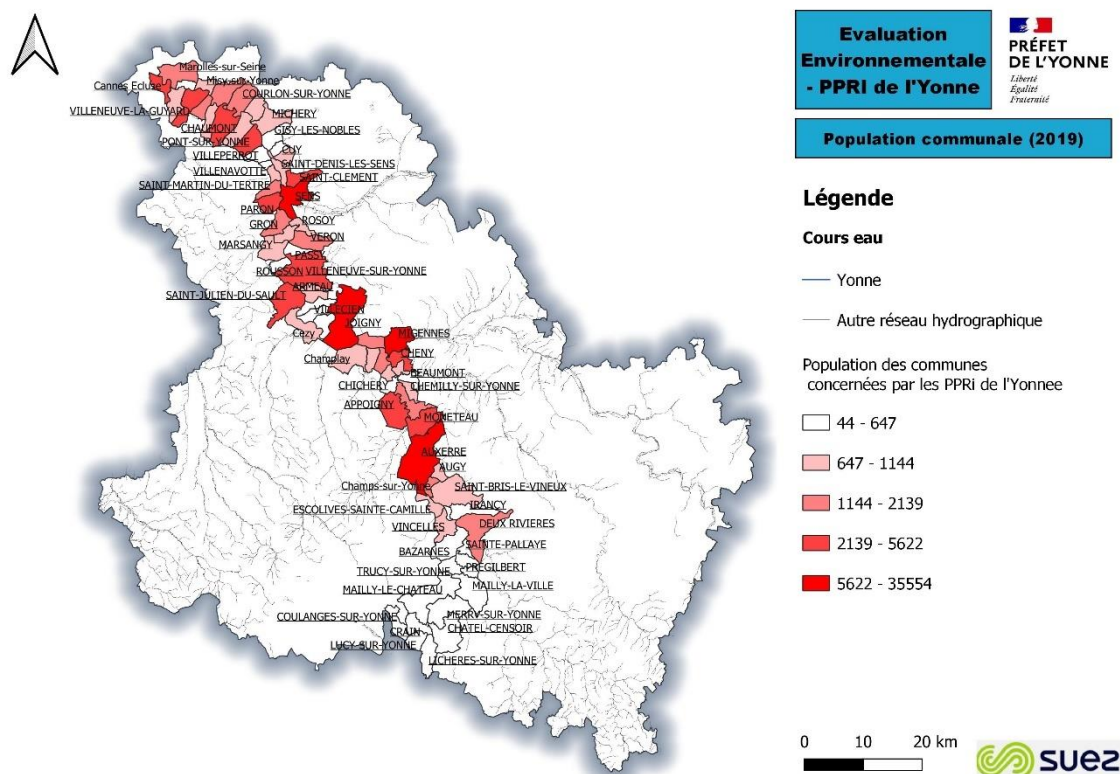 Evaluation
Environnementale
- PPRI de l'Yonne
PRÉFET
DE L'YONNE
Liberté
Égalité
Fraternité
Population communale (2019)
Légende
Cours eau
Yonne
Autre réseau hydrographique
Population des communes
concernées par les PPRi de l'Yonnee
44 - 647
647 - 1144
1144 - 2139
2139 - 5622
5622 - 35554
0 10 20 km
suez
Marolles-sur-Seine
Cannes Ecluse
Misy-sur-Yonne
COURLON-SUR-YONNE
VILLENEUVE-LA-GUYARD
MICHERY
CHAUMONT
GISY-LES-NOBLES
PONT-SUR-YONNE
CUY
VILLEPERROT
SAINT-DENIS-LES-SENS
VILLENAVOTTE
SAINT-CLEMENT
SAINT-MARTIN-DU-TERTRE
SENS
PARON
ROSOY
GRON
VERON
MARSANGY
PASSY
ROUSSON
VILLENEUVE-SUR-YONNE
ARMEAU
SAINT-JULIEN-DU-SAULT
VILLECIEN
JOIGNY
Cezy
MIGENNES
CHENY
Champlay
BEAUMONT
CHICHERY
CHEMILLY-SUR-YONNE
APPOIGNY
MONETEAU
AUXERRE
AUGY
Champs-sur-Yonne
SAINT-BRIS-LE-VINEUX
IRANCY
ESCOLIVES-SAINTE-CAMILLE
DEUX RIVIERES
VINCELLES
SAINTE-PALLAYE
BAZARNES
PREGILBERT
TRUCY-SUR-YONNE
MAILLY-LA-VILLE
MAILLY-LE-CHATEAU
MERRY-SUR-YONNE
COULANGES-SUR-YONNE
CHATEL-CENSOIR
CRAIN
LUCY-SUR-YONNE
LICHERES-SUR-YONNE